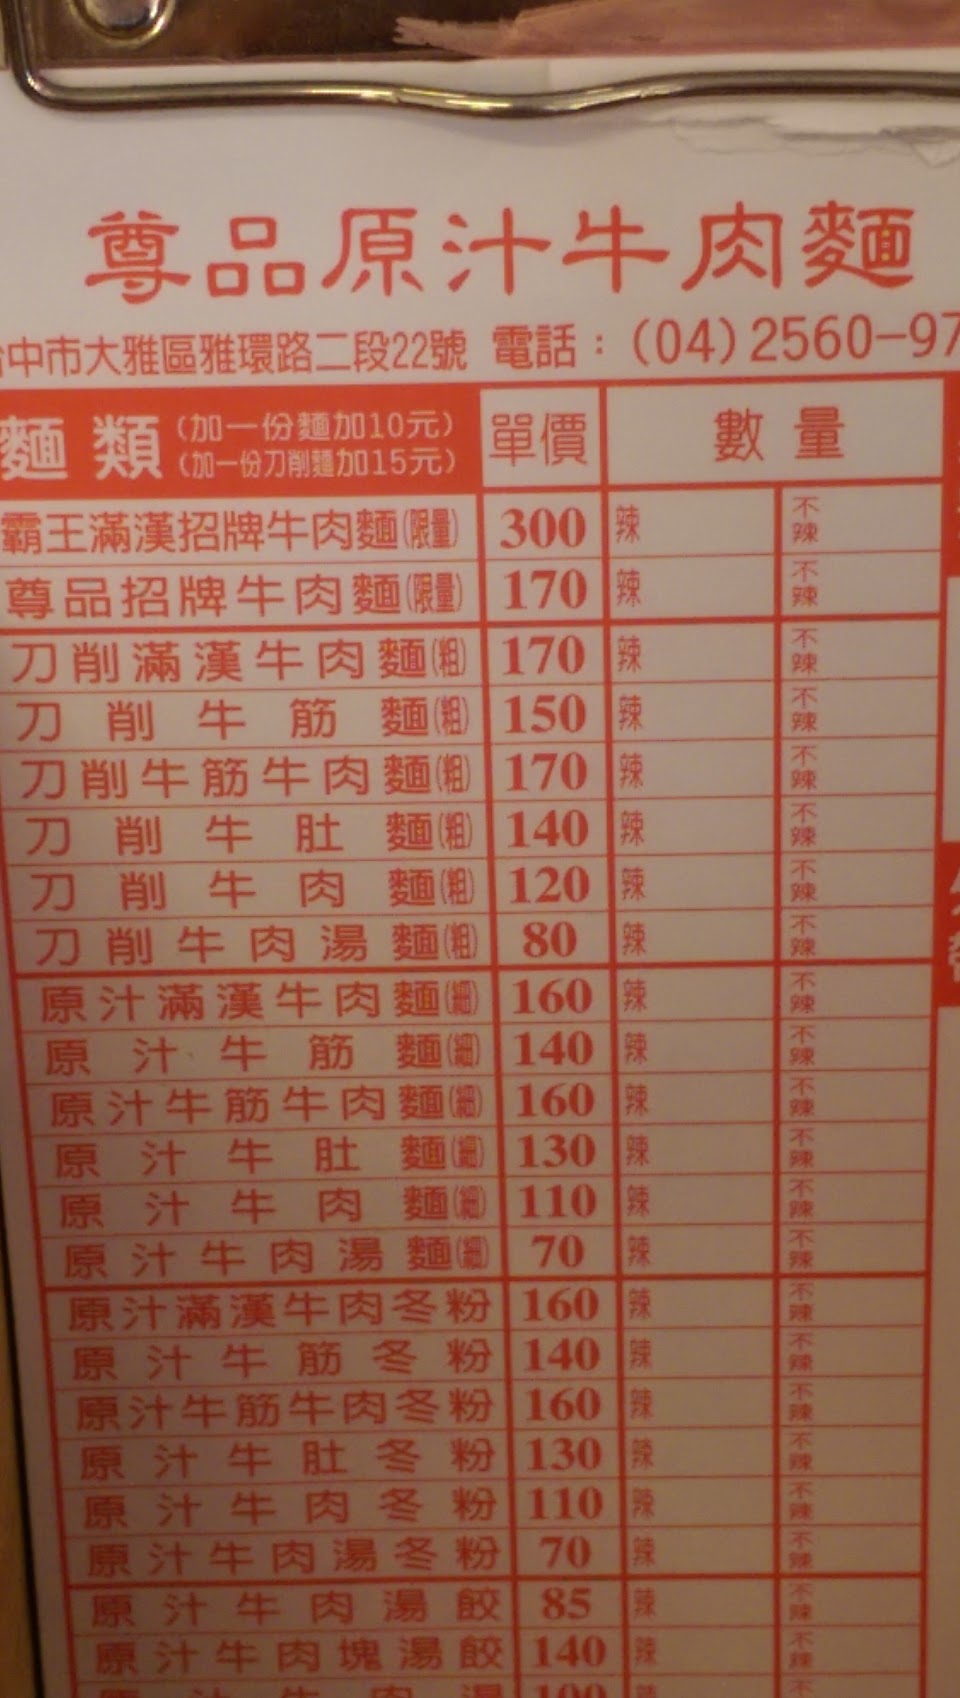 尊品原汁牛肉麵
中市大雅區雅環路二段22號 電話：(04)2560-97
麵類 (加一份麵加10元) (加一份刀削麵加15元) 單價 數量
霸王滿漢招牌牛肉麵(限量) 300 辣 不辣
尊品招牌牛肉麵(限量) 170 辣 不辣
刀削滿漢牛肉麵(粗) 170 辣 不辣
刀削牛筋麵(粗) 150 辣 不辣
刀削牛筋牛肉麵(粗) 170 辣 不辣
刀削牛肚麵(粗) 140 辣 不辣
刀削牛肉麵(粗) 120 辣 不辣
刀削牛肉湯麵(粗) 80 辣 不辣
原汁滿漢牛肉麵(細) 160 辣 不辣
原汁牛筋麵(細) 140 辣 不辣
原汁牛筋牛肉麵(細) 160 辣 不辣
原汁牛肚麵(細) 130 辣 不辣
原汁牛肉麵(細) 110 辣 不辣
原汁牛肉湯麵(細) 70 辣 不辣
原汁滿漢牛肉冬粉 160 辣 不辣
原汁牛筋冬粉 140 辣 不辣
原汁牛筋牛肉冬粉 160 辣 不辣
原汁牛肚冬粉 130 辣 不辣
原汁牛肉冬粉 110 辣 不辣
原汁牛肉湯冬粉 70 辣 不辣
原汁牛肉湯餃 85 辣 不辣
原汁牛肉塊湯餃 140 辣 不辣
原汁牛肉湯 100 辣 不